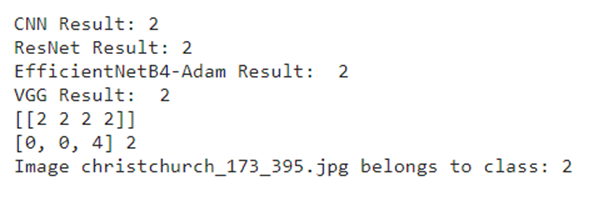 CNN Result: 2
ResNet Result: 2
EfficientNetB4-Adam Result:  2
VGG Result:  2
[[2 2 2 2]]
[0, 0, 4] 2
Image christchurch_173_395.jpg belongs to class: 2